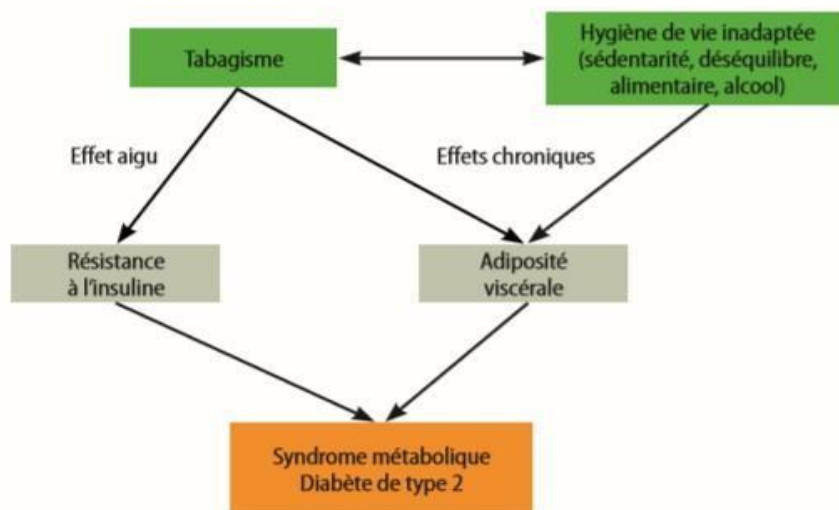 Tabagisme
Hygiène de vie inadaptée
(sédentarité, déséquilibre,
alimentaire, alcool)
Effet aigu
Effets chroniques
Résistance
à l'insuline
Adiposité
viscérale
Syndrome métabolique
Diabète de type 2